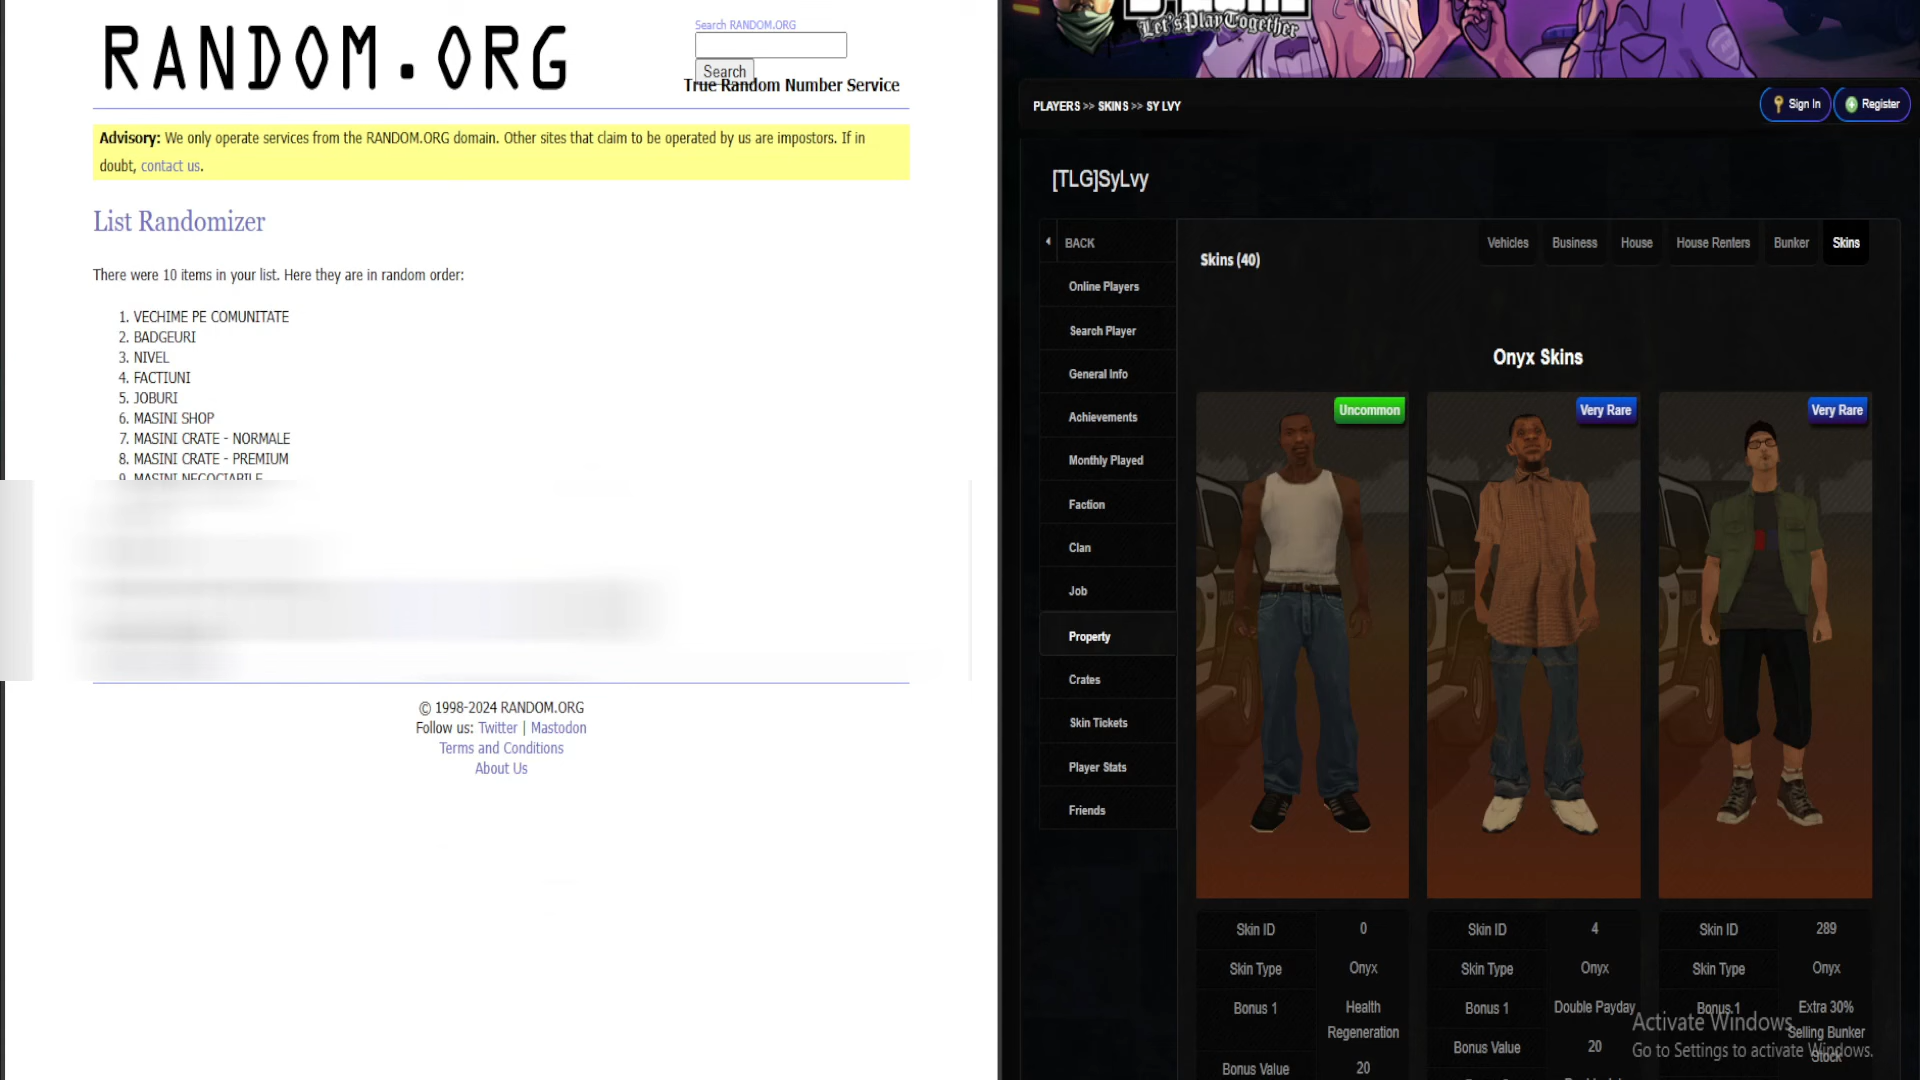 RANDOM.ORG
Search RANDOM.ORG
Search
True Random Number Service
Advisory: We only operate services from the RANDOM.ORG domain. Other sites that claim to be operated by us are impostors. If in
doubt, contact us.
List Randomizer
There were 10 items in your list. Here they are in random order:
1. VECHIME PE COMUNITATE
2. BADGEURI
3. NIVEL
4. FACTIUNI
5. JOBURI
6. MASINI SHOP
7. MASINI CRATE - NORMALE
8. MASINI CRATE - PREMIUM
9. MASINI NEGOCIABILE
© 1998-2024 RANDOM.ORG
Follow us: Twitter | Mastodon
Terms and Conditions
About Us
Let's Play Together
PLAYERS >> SKINS >> SY LVY
Sign In
Register
[TLG]SyLvy
BACK
Online Players
Search Player
General Info
Achievements
Monthly Played
Faction
Clan
Job
Property
Crates
Skin Tickets
Player Stats
Friends
Skins (40)
Vehicles Business House House Renters Bunker Skins
Onyx Skins
Uncommon
Very Rare
Very Rare
Skin ID 0
Skin Type Onyx
Bonus 1 Health
Regeneration
Bonus Value 20
Skin ID 4
Skin Type Onyx
Bonus 1 Double Payday
Bonus Value 20
Skin ID 289
Skin Type Onyx
Bonus 1 Extra 30%
Selling Bunker
Stock
Activate Windows
Go to Settings to activate Windows.